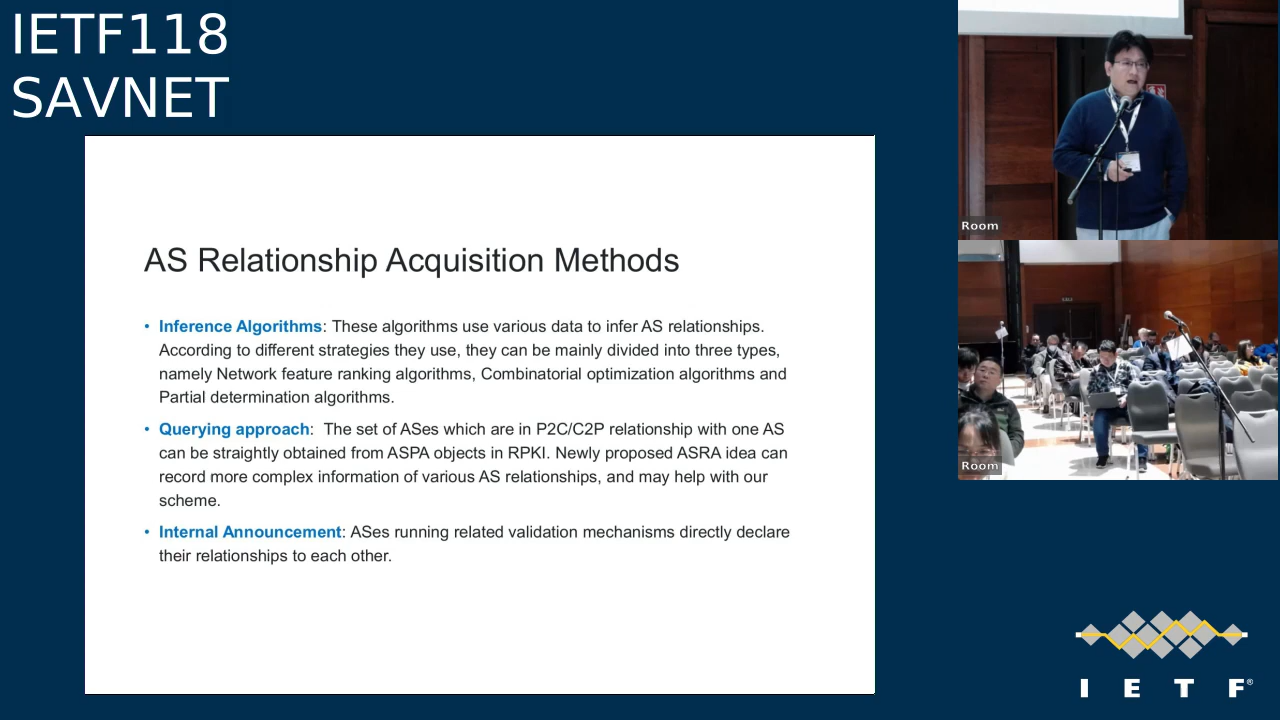 IETF118
SAVNET
AS Relationship Acquisition Methods
• Inference Algorithms: These algorithms use various data to infer AS relationships.
According to different strategies they use, they can be mainly divided into three types,
namely Network feature ranking algorithms, Combinatorial optimization algorithms and
Partial determination algorithms.
• Querying approach:  The set of ASes which are in P2C/C2P relationship with one AS
can be straightly obtained from ASPA objects in RPKI. Newly proposed ASRA idea can
record more complex information of various AS relationships, and may help with our
scheme.
• Internal Announcement: ASes running related validation mechanisms directly declare
their relationships to each other.
Room
Room
I E T F®